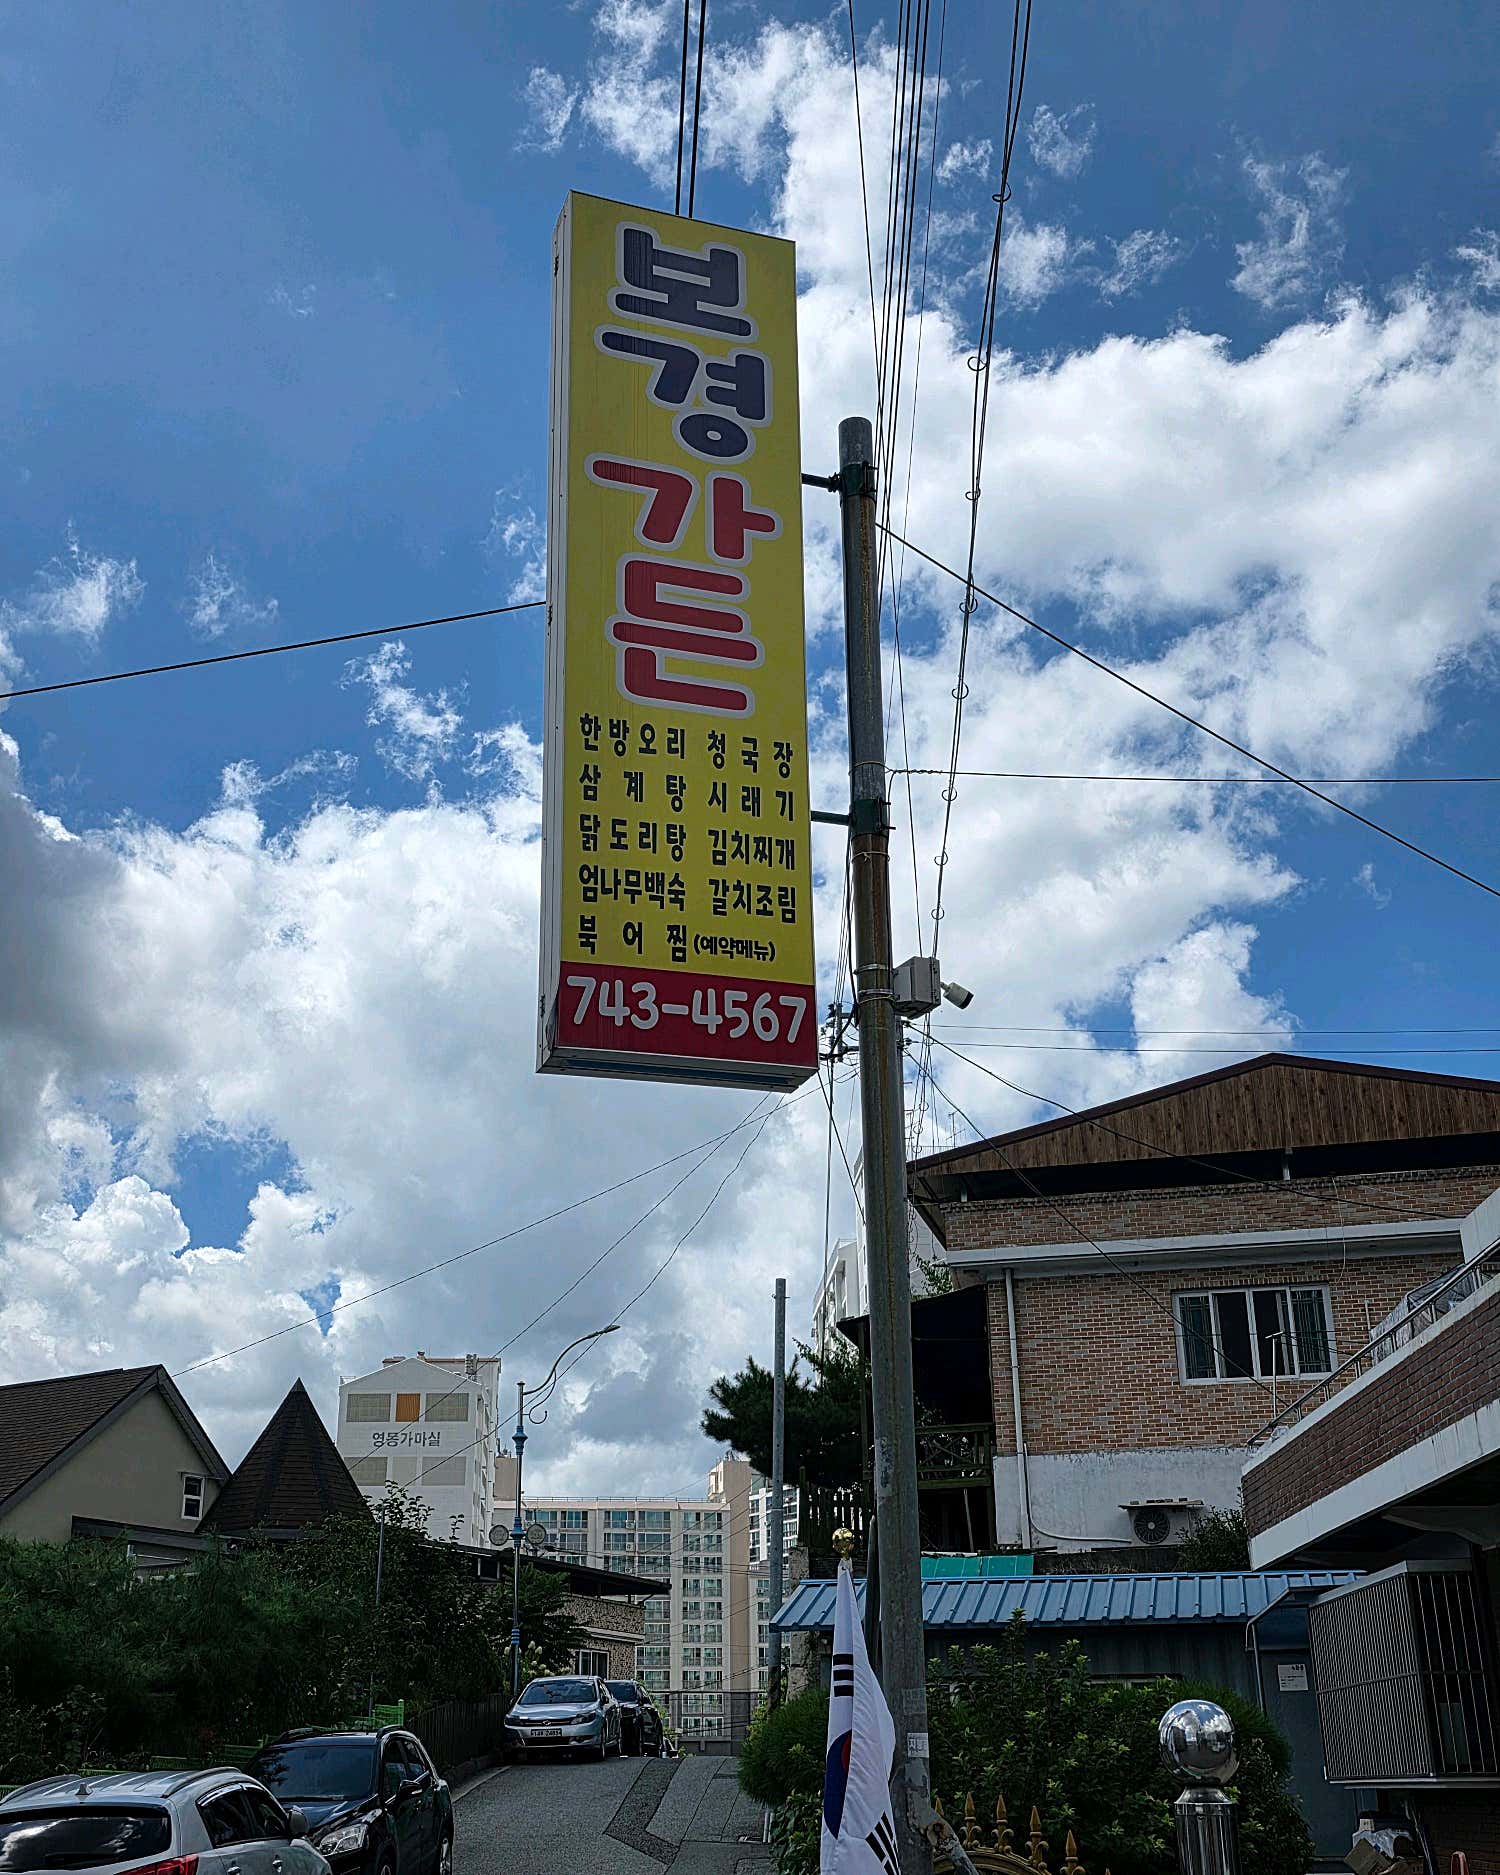 보경
가든
한방오리 청국장
삼계탕 시래기
닭도리탕 김치찌개
엄나무백숙 갈치조림
북어찜 (예약메뉴)
743-4567
영몽가마실